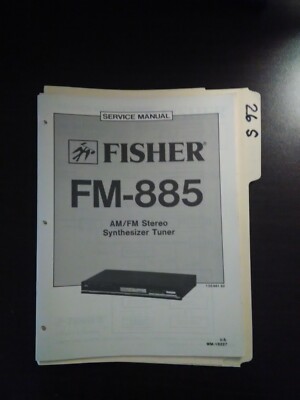 SERVICE MANUAL
FISHER®
FM-885
AM/FM Stereo
Synthesizer Tuner
26 S